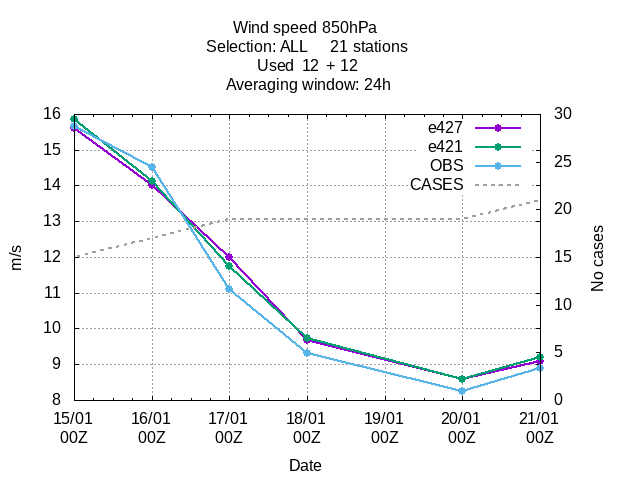 Wind speed 850hPa
Selection: ALL 21 stations
Used 12 + 12
Averaging window: 24h
16
15
14
13
12
11
10
9
8
m/s
30
25
20
15
10
5
0
No cases
e427
e421
OBS
CASES
15/01 16/01 17/01 18/01 19/01 20/01 21/01
00Z 00Z 00Z 00Z 00Z 00Z 00Z
Date